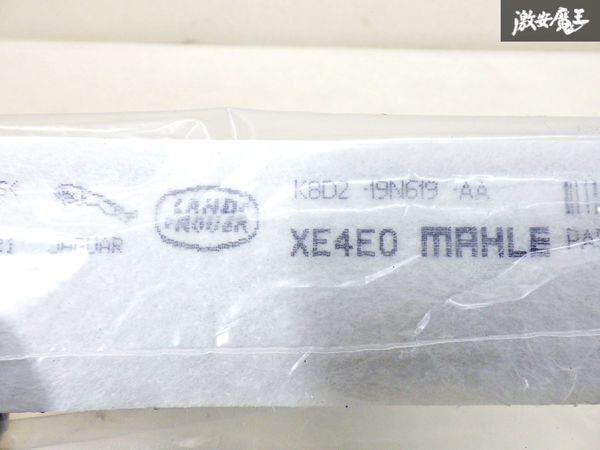 激安魔王
K8D2 -19N619 -AA
LAND-
-ROVER
XE4E0 MAHLE
JAGUAR